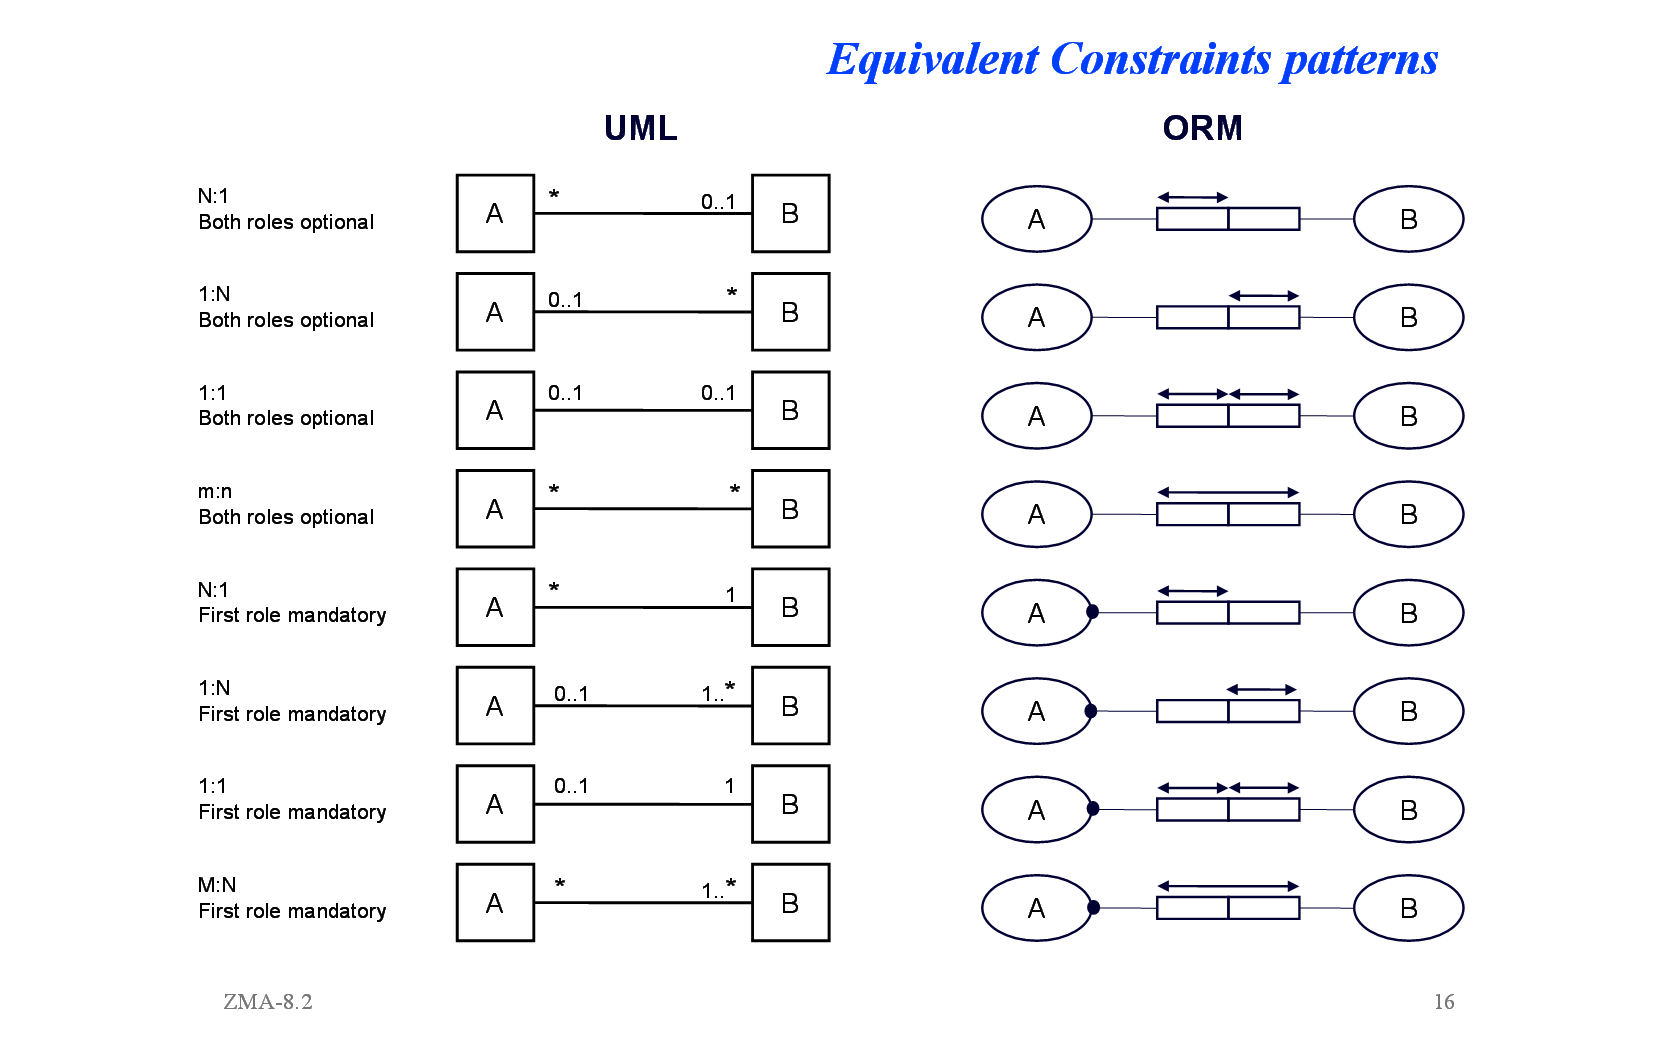 Equivalent Constraints patterns
UML ORM
N:1
Both roles optional
A * 0..1 B A B
1:N
Both roles optional
A 0..1 * B A B
1:1
Both roles optional
A 0..1 0..1 B A B
m:n
Both roles optional
A * * B A B
N:1
First role mandatory
A * 1 B A B
1:N
First role mandatory
A 0..1 1..* B A B
1:1
First role mandatory
A 0..1 1 B A B
M:N
First role mandatory
A * 1..* B A B
ZMA-8.2 16